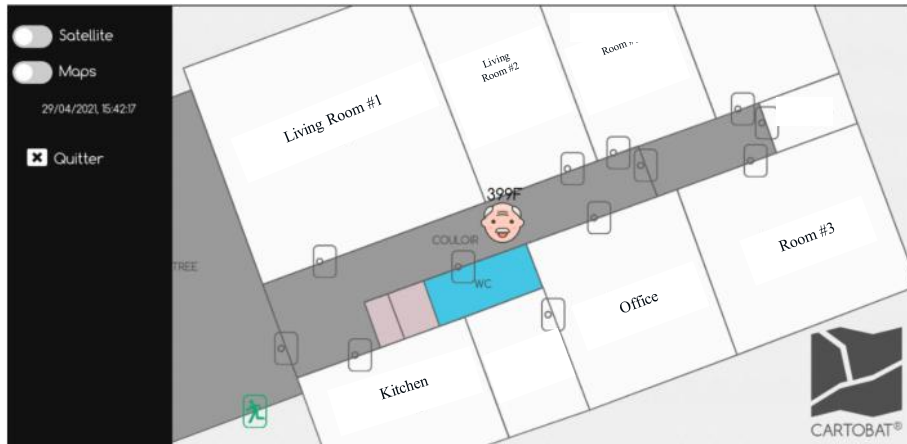 Satellite
Maps
29/04/2021, 15:42:17
Quitter
Living Room #1
Living
Room #2
Room
399F
COULOIR
TREE
WC
Room #3
Office
Kitchen
CARTOBAT®